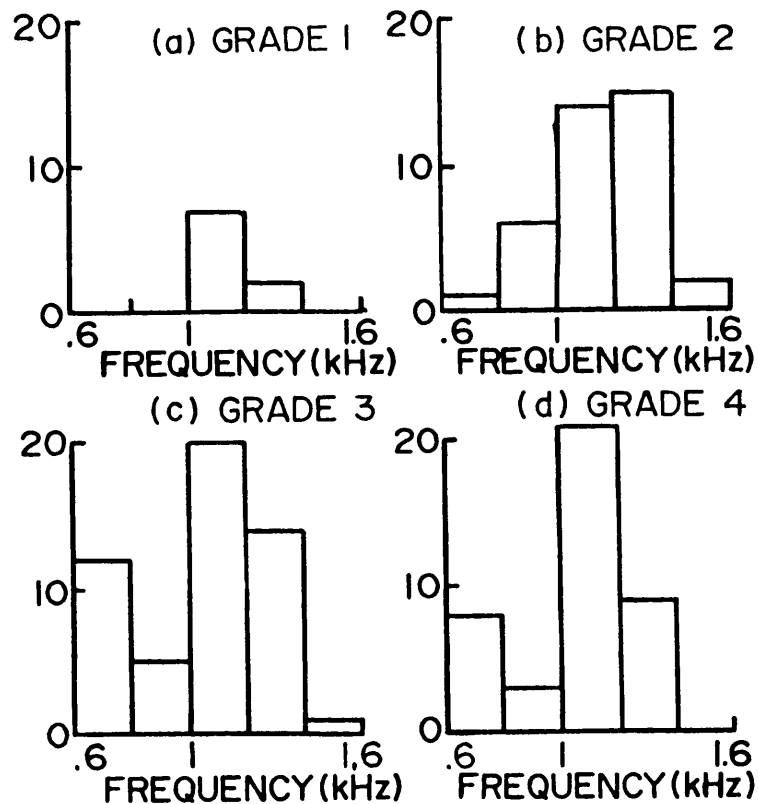 (a) GRADE 1
20
10
0
.6 1 1.6
FREQUENCY(kHz)
(b) GRADE 2
20
10
0
.6 1 1.6
FREQUENCY(kHz)
(c) GRADE 3
20
10
0
.6 1 1.6
FREQUENCY(kHz)
(d) GRADE 4
20
10
0
.6 1 1.6
FREQUENCY(kHz)